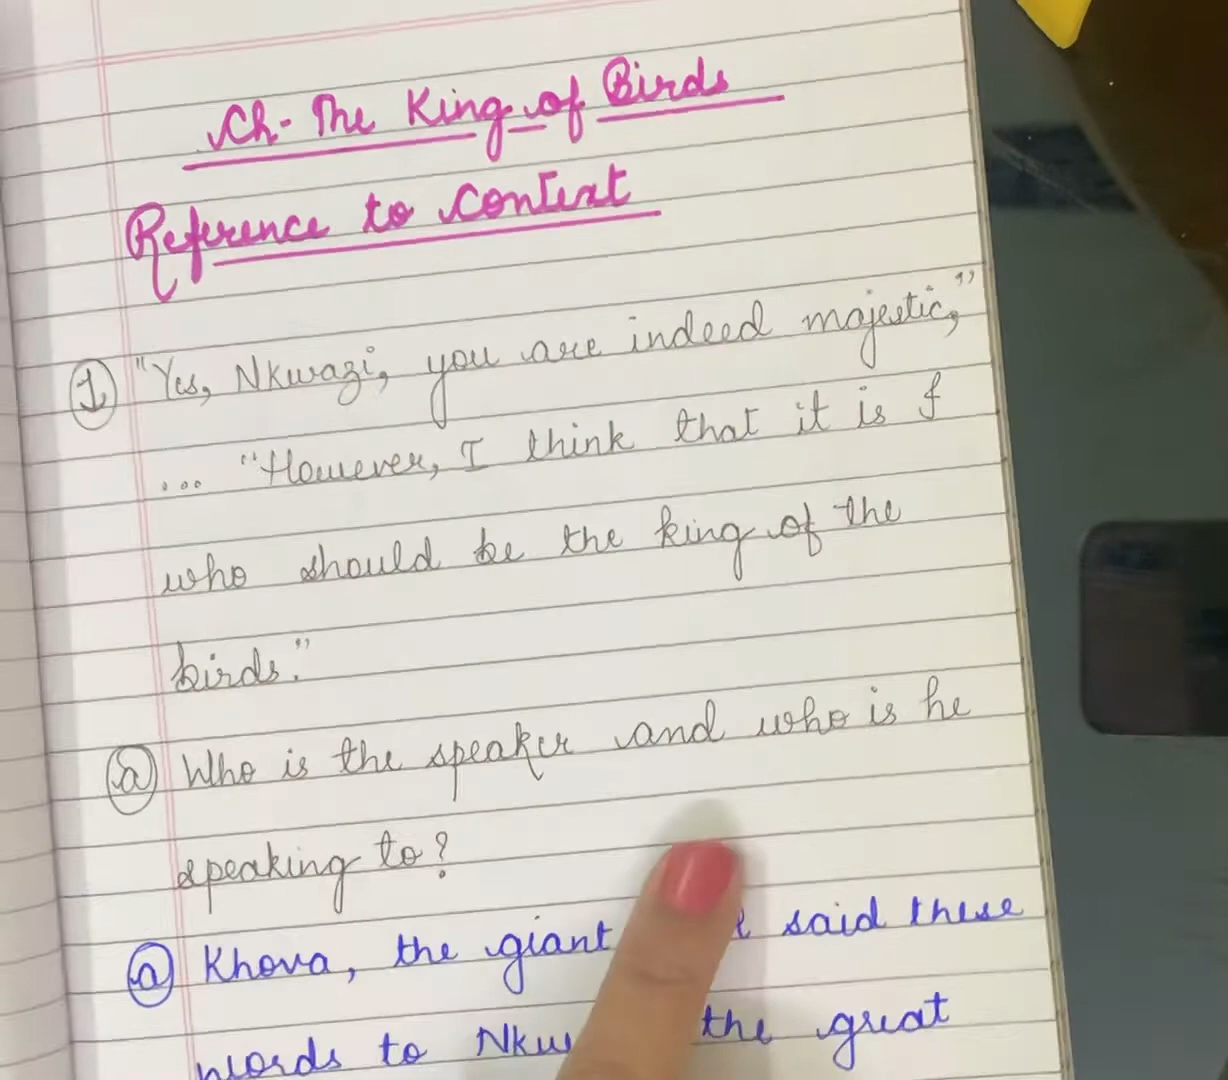 Ch- The King of Birds
Reference to Context
① "Yes, Nkwazi, you are indeed majestic,"
... "However, I think that it is I
who should be the king of the
birds."
ⓐ Who is the speaker and who is he
speaking to?
ⓐ Khova, the giant said these
words to the great